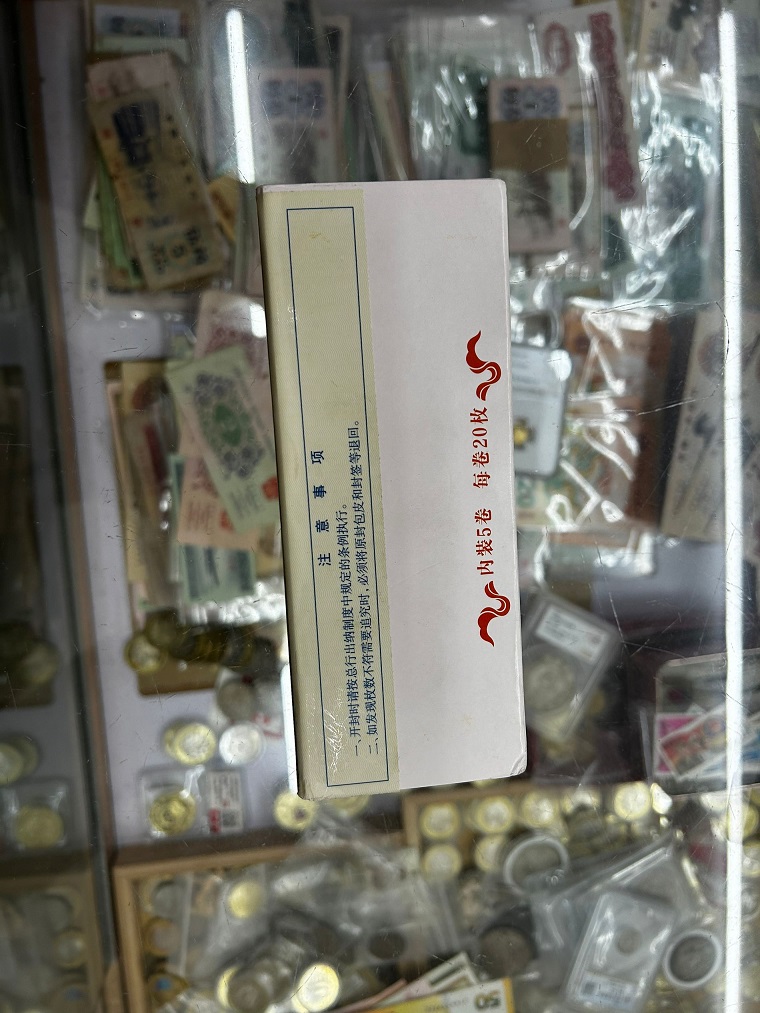 注意事项
一、开封时请按总行出纳制度中规定的条例执行。
二、如发现枚数不符需要追究时，必须将原封包皮和封签等退回。
内装5卷 每卷20枚